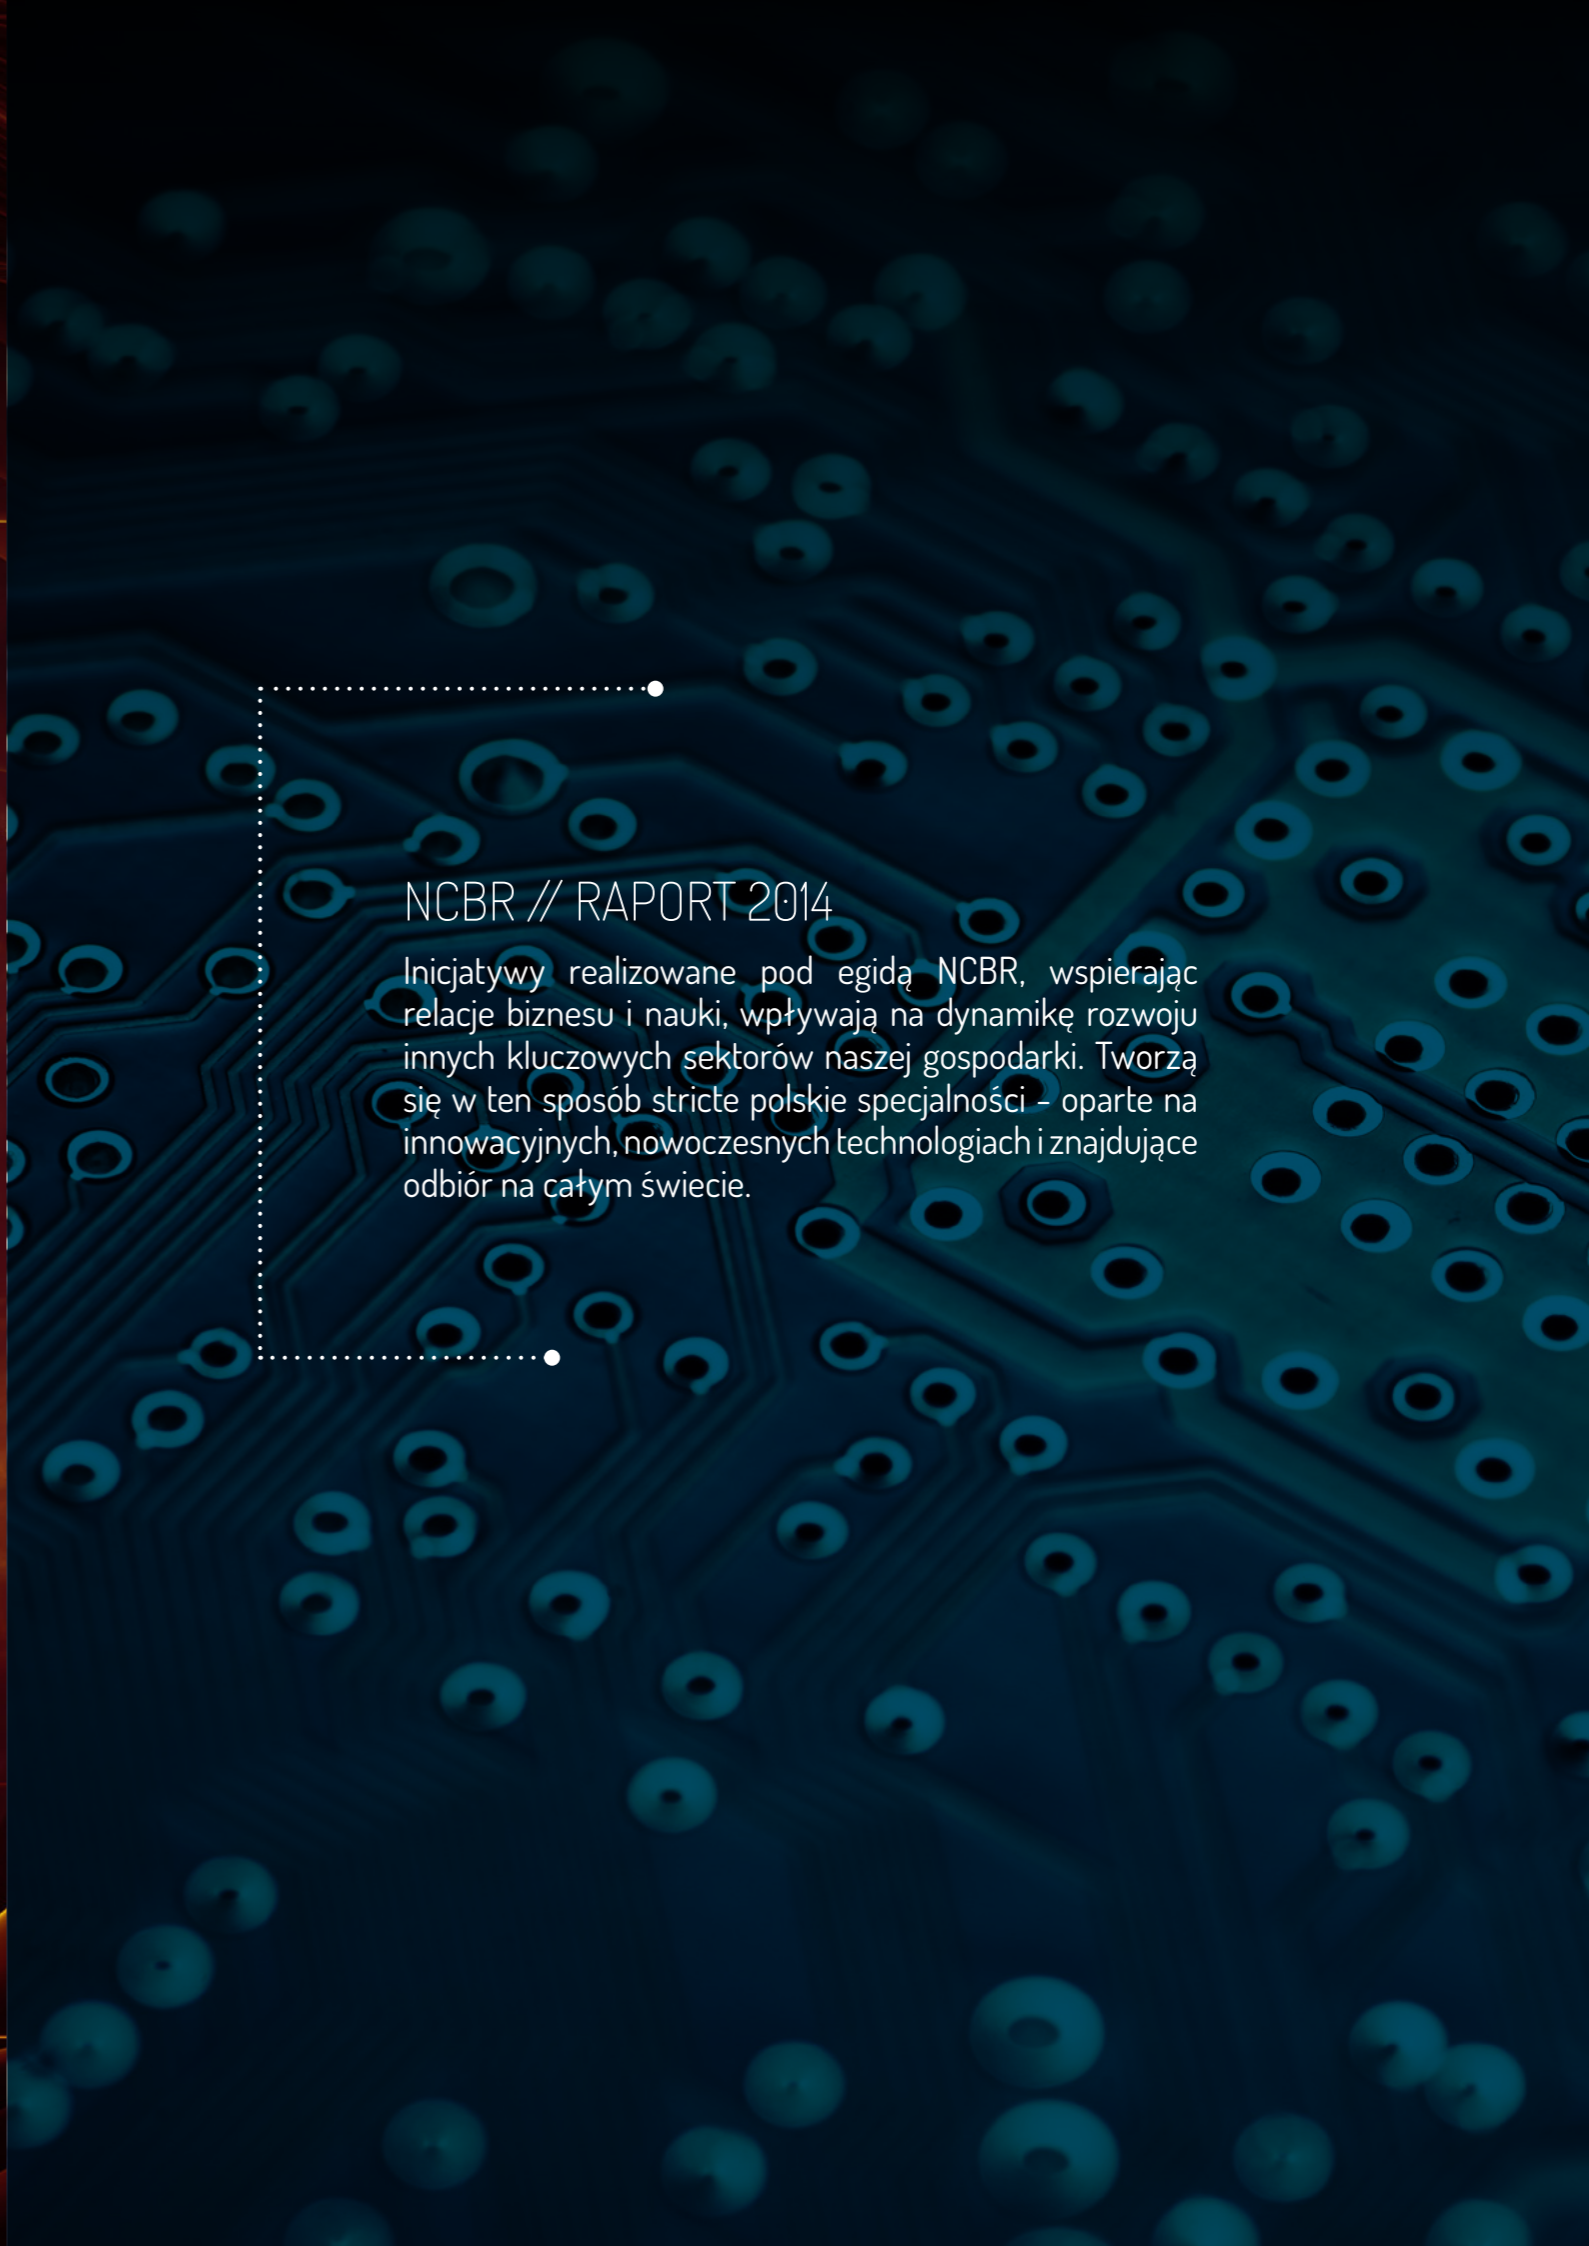 NCBR // RAPORT 2014
Inicjatywy realizowane pod egidą NCBR, wspierając
relacje biznesu i nauki, wpływają na dynamikę rozwoju
innych kluczowych sektorów naszej gospodarki. Tworzą
się w ten sposób stricte polskie specjalności - oparte na
innowacyjnych, nowoczesnych technologiach i znajdujące
odbiór na całym świecie.